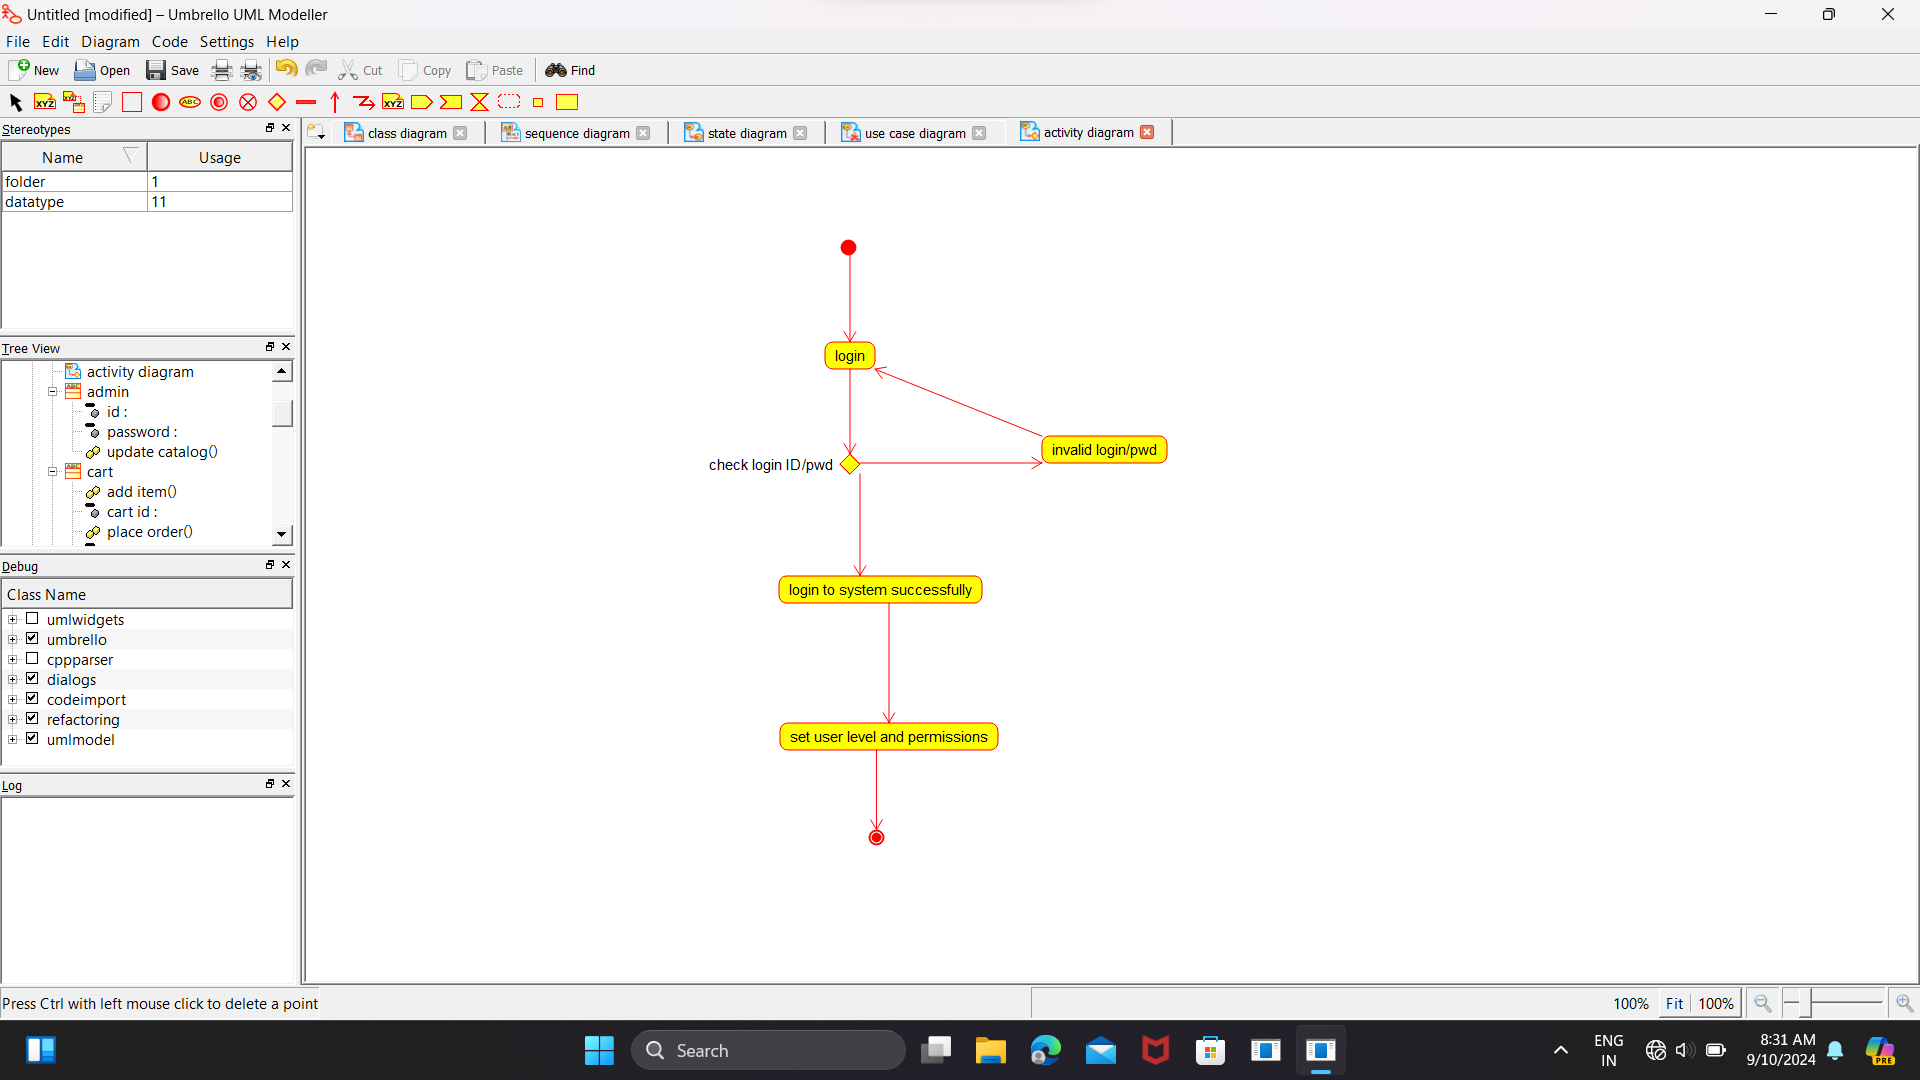 Untitled [modified] – Umbrello UML Modeller
File Edit Diagram Code Settings Help
New Open Save Cut Copy Paste Find
XYZ XYZ ABC XYZ
Stereotypes
class diagram sequence diagram state diagram use case diagram activity diagram
Name Usage
folder 1
datatype 11
Tree View
activity diagram
admin
id :
password :
update catalog()
cart
add item()
cart id :
place order()
login
invalid login/pwd
check login ID/pwd
login to system successfully
set user level and permissions
Debug
Class Name
umlwidgets
umbrello
cppparser
dialogs
codeimport
refactoring
umlmodel
Log
Press Ctrl with left mouse click to delete a point
100% Fit 100%
Search
ENG
IN
8:31 AM
9/10/2024
PRE